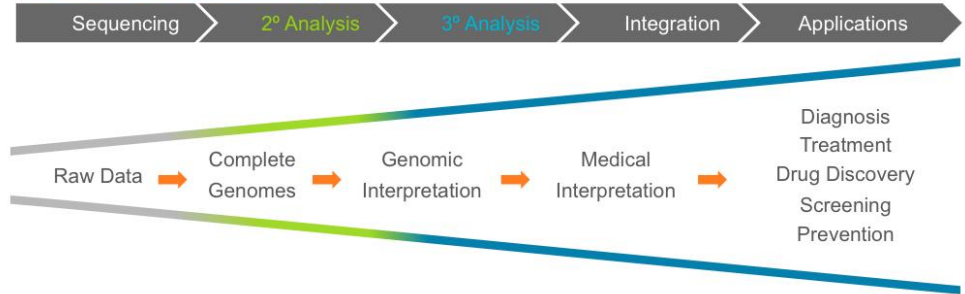 Sequencing
2º Analysis
3º Analysis
Integration
Applications
Raw Data
Complete
Genomes
Genomic
Interpretation
Medical
Interpretation
Diagnosis
Treatment
Drug Discovery
Screening
Prevention